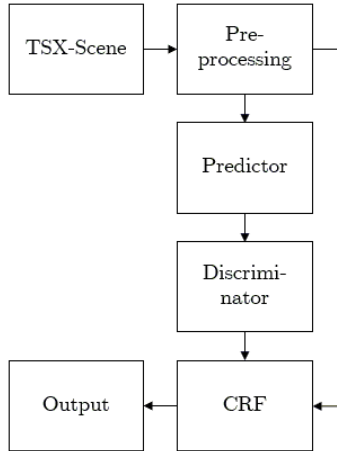 TSX-Scene
Pre-
processing
Predictor
Discrimi-
nator
Output
CRF